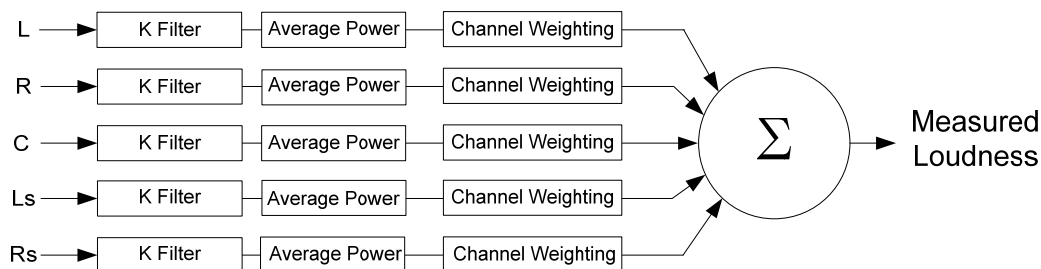 L K Filter Average Power Channel Weighting
R K Filter Average Power Channel Weighting
C K Filter Average Power Channel Weighting
Ls K Filter Average Power Channel Weighting
Rs K Filter Average Power Channel Weighting
Σ
Measured
Loudness